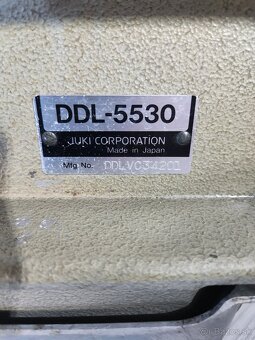 DDL-5530
JUKI CORPORATION
Made in Japan
Mfg. No.